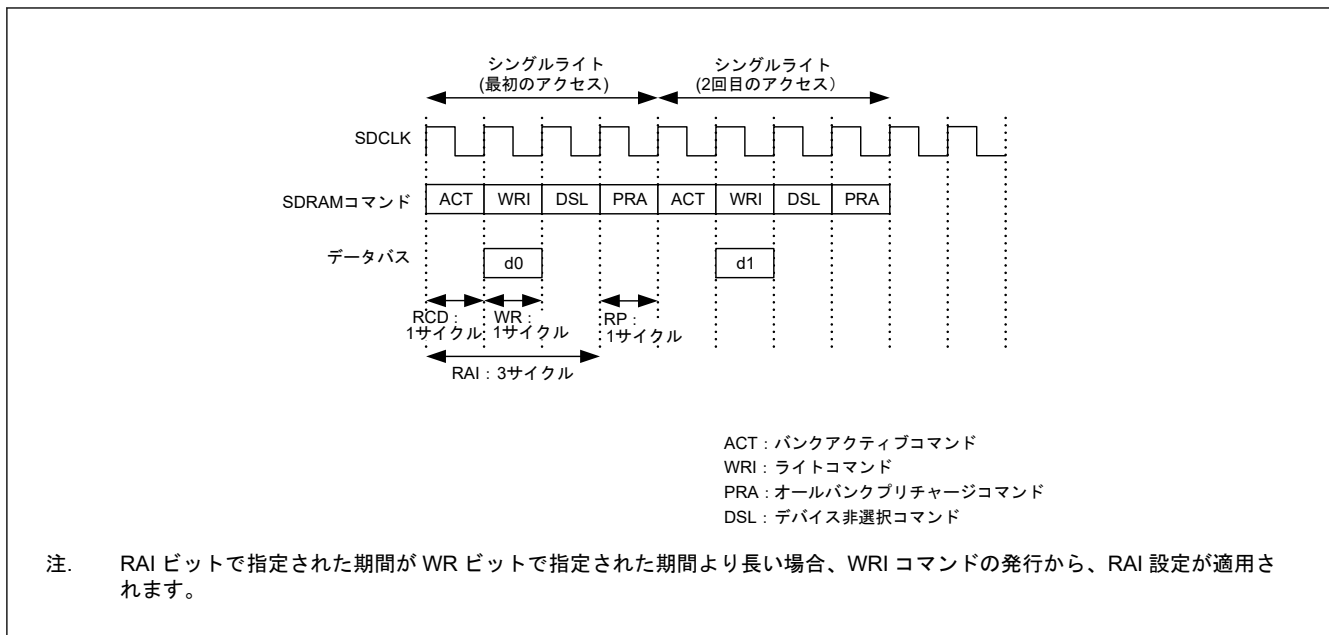 シングルライト
(最初のアクセス)
シングルライト
(2回目のアクセス）
SDCLK
SDRAMコマンド
ACT WRI DSL PRA ACT WRI DSL PRA
データバス
d0 d1
RCD：
1サイクル
WR：
1サイクル
RP：
1サイクル
RAI：3サイクル
ACT：バンクアクティブコマンド
WRI：ライトコマンド
PRA：オールバンクプリチャージコマンド
DSL：デバイス非選択コマンド
注. RAI ビットで指定された期間が WR ビットで指定された期間より長い場合、WRI コマンドの発行から、RAI 設定が適用さ
れます。